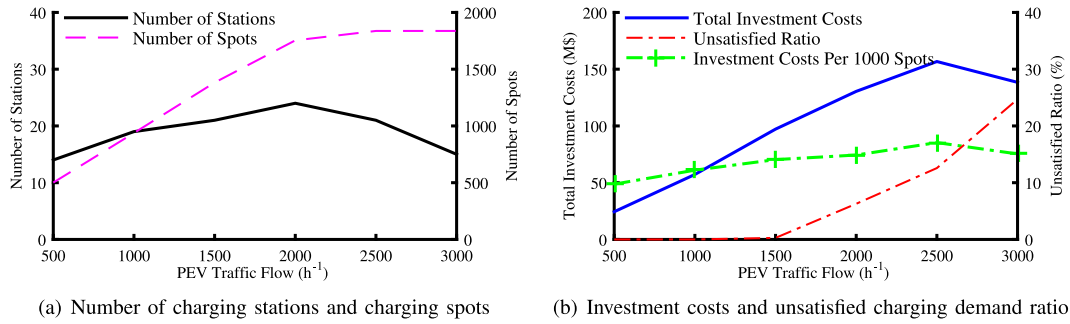 Number of Stations
Number of Spots
40
30
20
10
0
2000
1500
1000
500
0
Number of Stations
Number of Spots
500 1000 1500 2000 2500 3000
PEV Traffic Flow (h-1)
(a) Number of charging stations and charging spots
Total Investment Costs
Unsatisfied Ratio
Investment Costs Per 1000 Spots
200
150
100
50
0
40
30
20
10
0
Total Investment Costs (M$)
Unsatisfied Ratio (%)
500 1000 1500 2000 2500 3000
PEV Traffic Flow (h-1)
(b) Investment costs and unsatisfied charging demand ratio